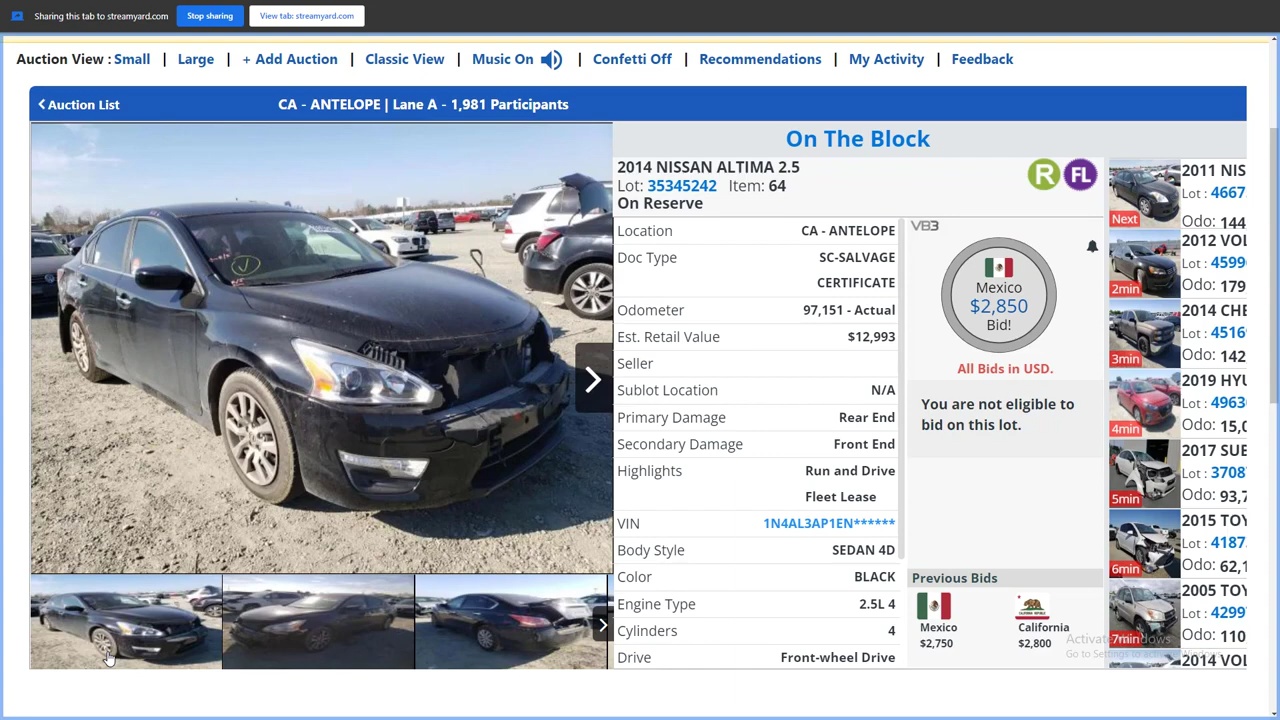 Sharing this tab to streamyard.com
Stop sharing
View tab: streamyard.com
Auction View : Small | Large | + Add Auction | Classic View | Music On | Confetti Off | Recommendations | My Activity | Feedback
Auction List
CA - ANTELOPE | Lane A - 1,981 Participants
On The Block
2014 NISSAN ALTIMA 2.5
Lot: 35345242 Item: 64
On Reserve
R
FL
Location CA - ANTELOPE
Doc Type SC-SALVAGE
CERTIFICATE
Odometer 97,151 - Actual
Est. Retail Value $12,993
Seller
Sublot Location N/A
Primary Damage Rear End
Secondary Damage Front End
Highlights Run and Drive
Fleet Lease
VIN 1N4AL3AP1EN******
Body Style SEDAN 4D
Color BLACK
Engine Type 2.5L 4
Cylinders 4
Drive Front-wheel Drive
VB3
Mexico
$2,850
Bid!
All Bids in USD.
You are not eligible to
bid on this lot.
Previous Bids
Mexico
$2,750
California
$2,800
2011 NIS
Lot : 4667
Odo: 144
Next
2012 VOL
Lot : 4599
Odo: 179
2min
2014 CHE
Lot : 4516
Odo: 142
3min
2019 HYU
Lot : 4963
Odo: 15,0
4min
2017 SUE
Lot : 3708
Odo: 93,7
5min
2015 TOY
Lot : 4187
Odo: 62,1
6min
2005 TOY
Lot : 4299
Odo: 110
7min
2014 VOL
Activate Windows
Go to Settings to activate Windows.